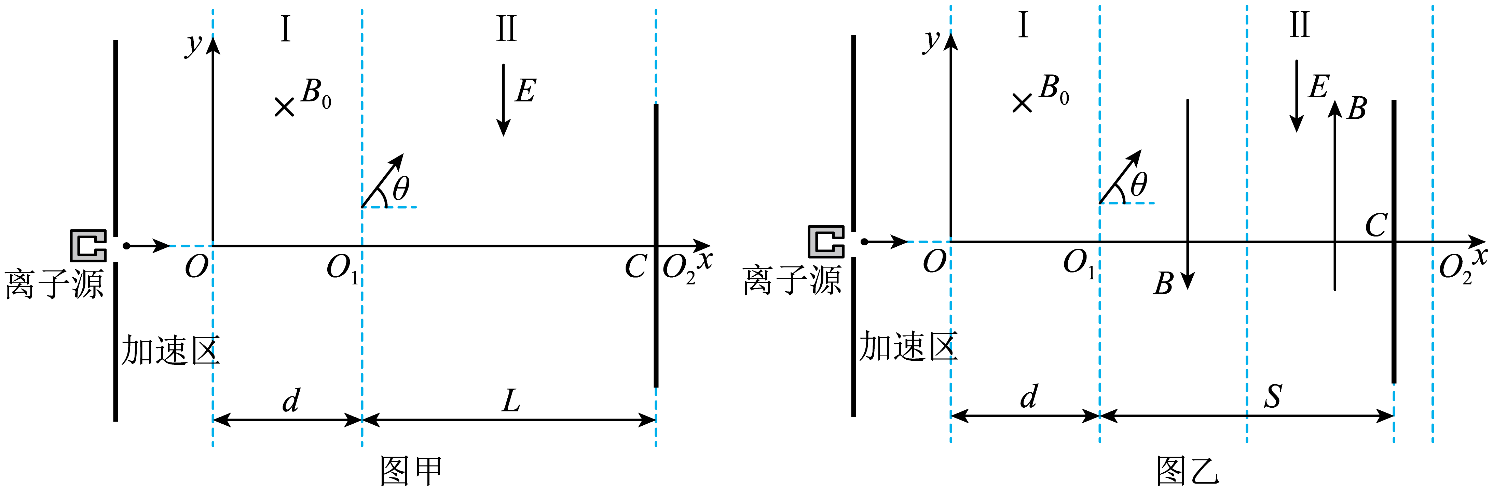 Ⅰ Ⅱ
y
B₀
E
θ
离子源
O O₁ C O₂ x
加速区
d L
图甲
Ⅰ Ⅱ
y
B₀
E
B
θ
C
离子源
O O₁ O₂ x
B
加速区
d S
图乙